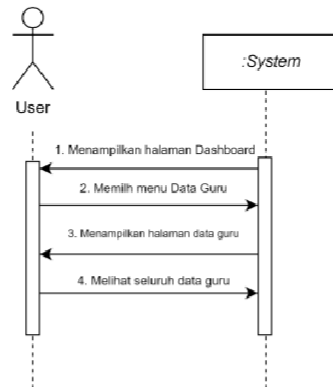 :System
User
1. Menampilkan halaman Dashboard
2. Memilh menu Data Guru
3. Menampilkan halaman data guru
4. Melihat seluruh data guru